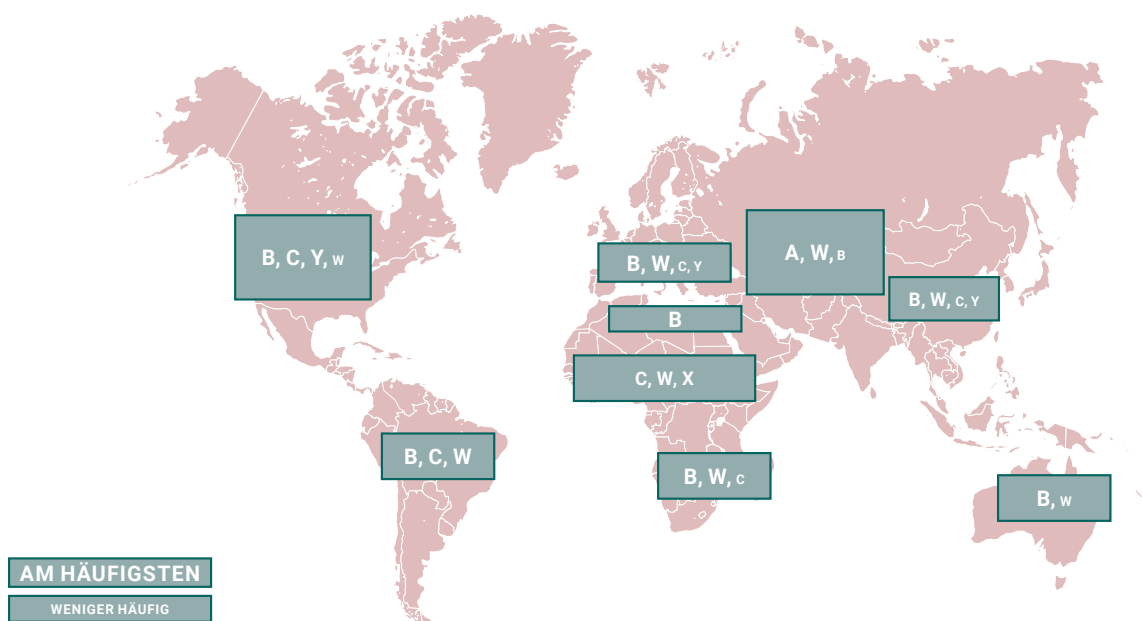 B, C, Y, W
B, W, C, Y
A, W, B
B, W, C, Y
B
C, W, X
B, C, W
B, W, C
B, W
AM HÄUFIGSTEN
WENIGER HÄUFIG